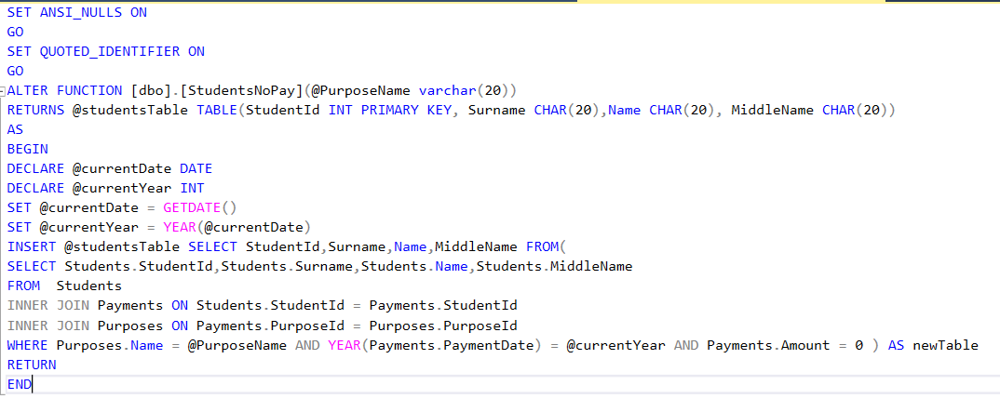 SET ANSI_NULLS ON
GO
SET QUOTED_IDENTIFIER ON
GO
ALTER FUNCTION [dbo].[StudentsNoPay](@PurposeName varchar(20))
RETURNS @studentsTable TABLE(StudentId INT PRIMARY KEY, Surname CHAR(20),Name CHAR(20), MiddleName CHAR(20))
AS
BEGIN
DECLARE @currentDate DATE
DECLARE @currentYear INT
SET @currentDate = GETDATE()
SET @currentYear = YEAR(@currentDate)
INSERT @studentsTable SELECT StudentId,Surname,Name,MiddleName FROM(
SELECT Students.StudentId,Students.Surname,Students.Name,Students.MiddleName
FROM  Students
INNER JOIN Payments ON Students.StudentId = Payments.StudentId
INNER JOIN Purposes ON Payments.PurposeId = Purposes.PurposeId
WHERE Purposes.Name = @PurposeName AND YEAR(Payments.PaymentDate) = @currentYear AND Payments.Amount = 0 ) AS newTable
RETURN
END